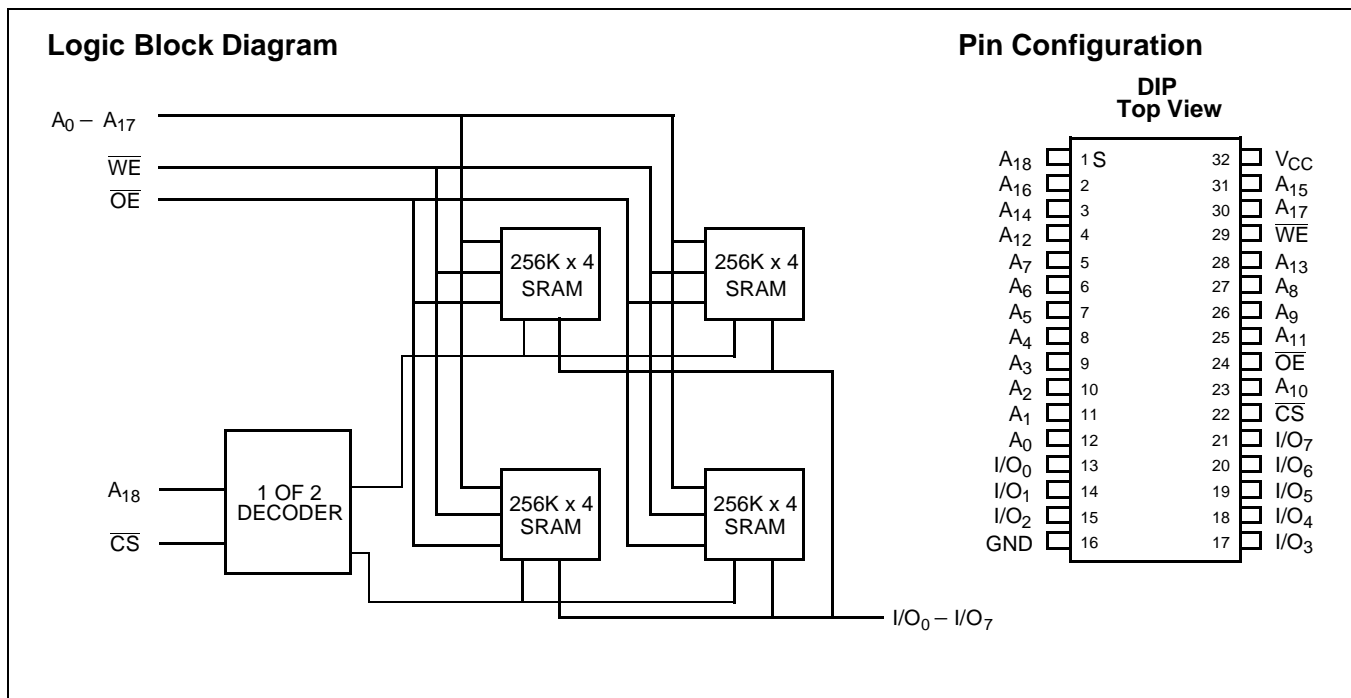 Logic Block Diagram
A0 – A17
WE
OE
256K x 4
SRAM
256K x 4
SRAM
A18
CS
1 OF 2
DECODER
256K x 4
SRAM
256K x 4
SRAM
I/O0 – I/O7
Pin Configuration
DIP
Top View
A18 1 S 32 VCC
A16 2 31 A15
A14 3 30 A17
A12 4 29 WE
A7 5 28 A13
A6 6 27 A8
A5 7 26 A9
A4 8 25 A11
A3 9 24 OE
A2 10 23 A10
A1 11 22 CS
A0 12 21 I/O7
I/O0 13 20 I/O6
I/O1 14 19 I/O5
I/O2 15 18 I/O4
GND 16 17 I/O3